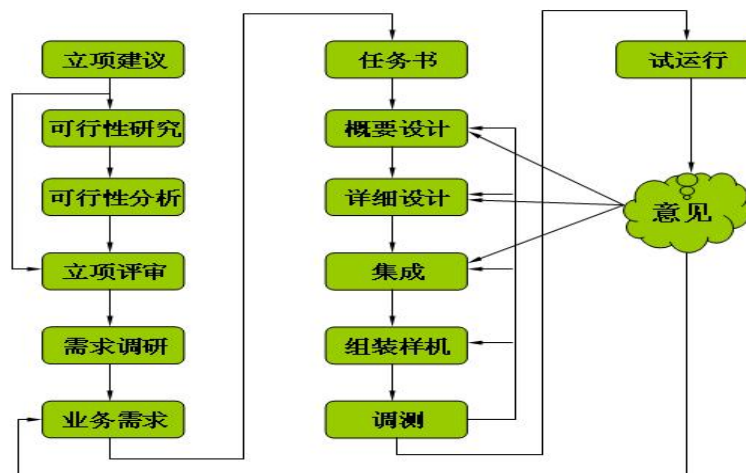 立项建议
可行性研究
可行性分析
立项评审
需求调研
业务需求
任务书
概要设计
详细设计
集成
组装样机
调测
试运行
意见